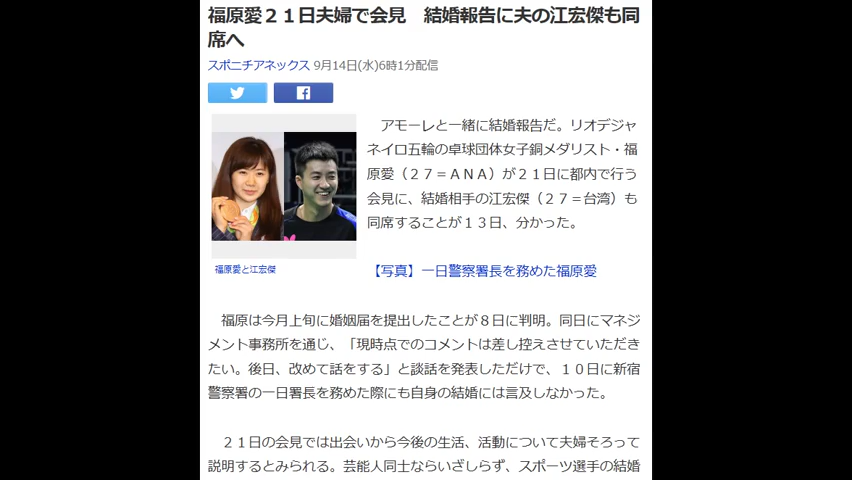 福原愛２１日夫婦で会見　結婚報告に夫の江宏傑も同
席へ
スポニチアネックス 9月14日(水)6時1分配信
アモーレと一緒に結婚報告だ。リオデジャ
ネイロ五輪の卓球団体女子銅メダリスト・福
原愛（２７＝ＡＮＡ）が２１日に都内で行う
会見に、結婚相手の江宏傑（２７＝台湾）も
同席することが１３日、分かった。
福原愛と江宏傑
【写真】一日警察署長を務めた福原愛
福原は今月上旬に婚姻届を提出したことが８日に判明。同日にマネジ
メント事務所を通じ、「現時点でのコメントは差し控えさせていただき
たい。後日、改めて話をする」と談話を発表しただけで、１０日に新宿
警察署の一日署長を務めた際にも自身の結婚には言及しなかった。
２１日の会見では出会いから今後の生活、活動について夫婦そろって
説明するとみられる。芸能人同士ならいざしらず、スポーツ選手の結婚